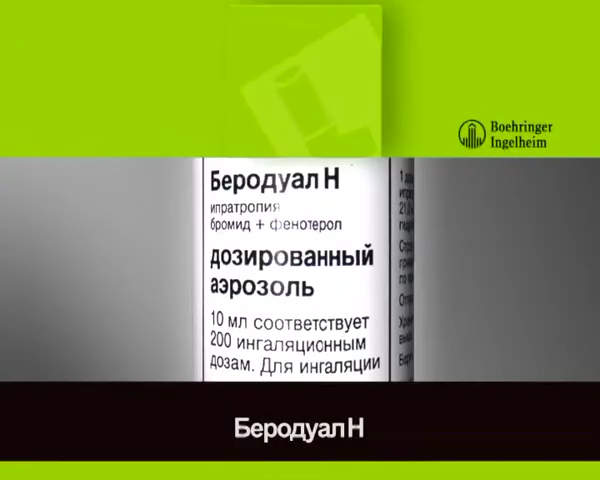 Boehringer
Ingelheim
Беродуал Н
ипратропия
бромид + фенотерол
дозированный
аэрозоль
10 мл соответствует
200 ингаляционным
дозам. Для ингаляции
Беродуал Н